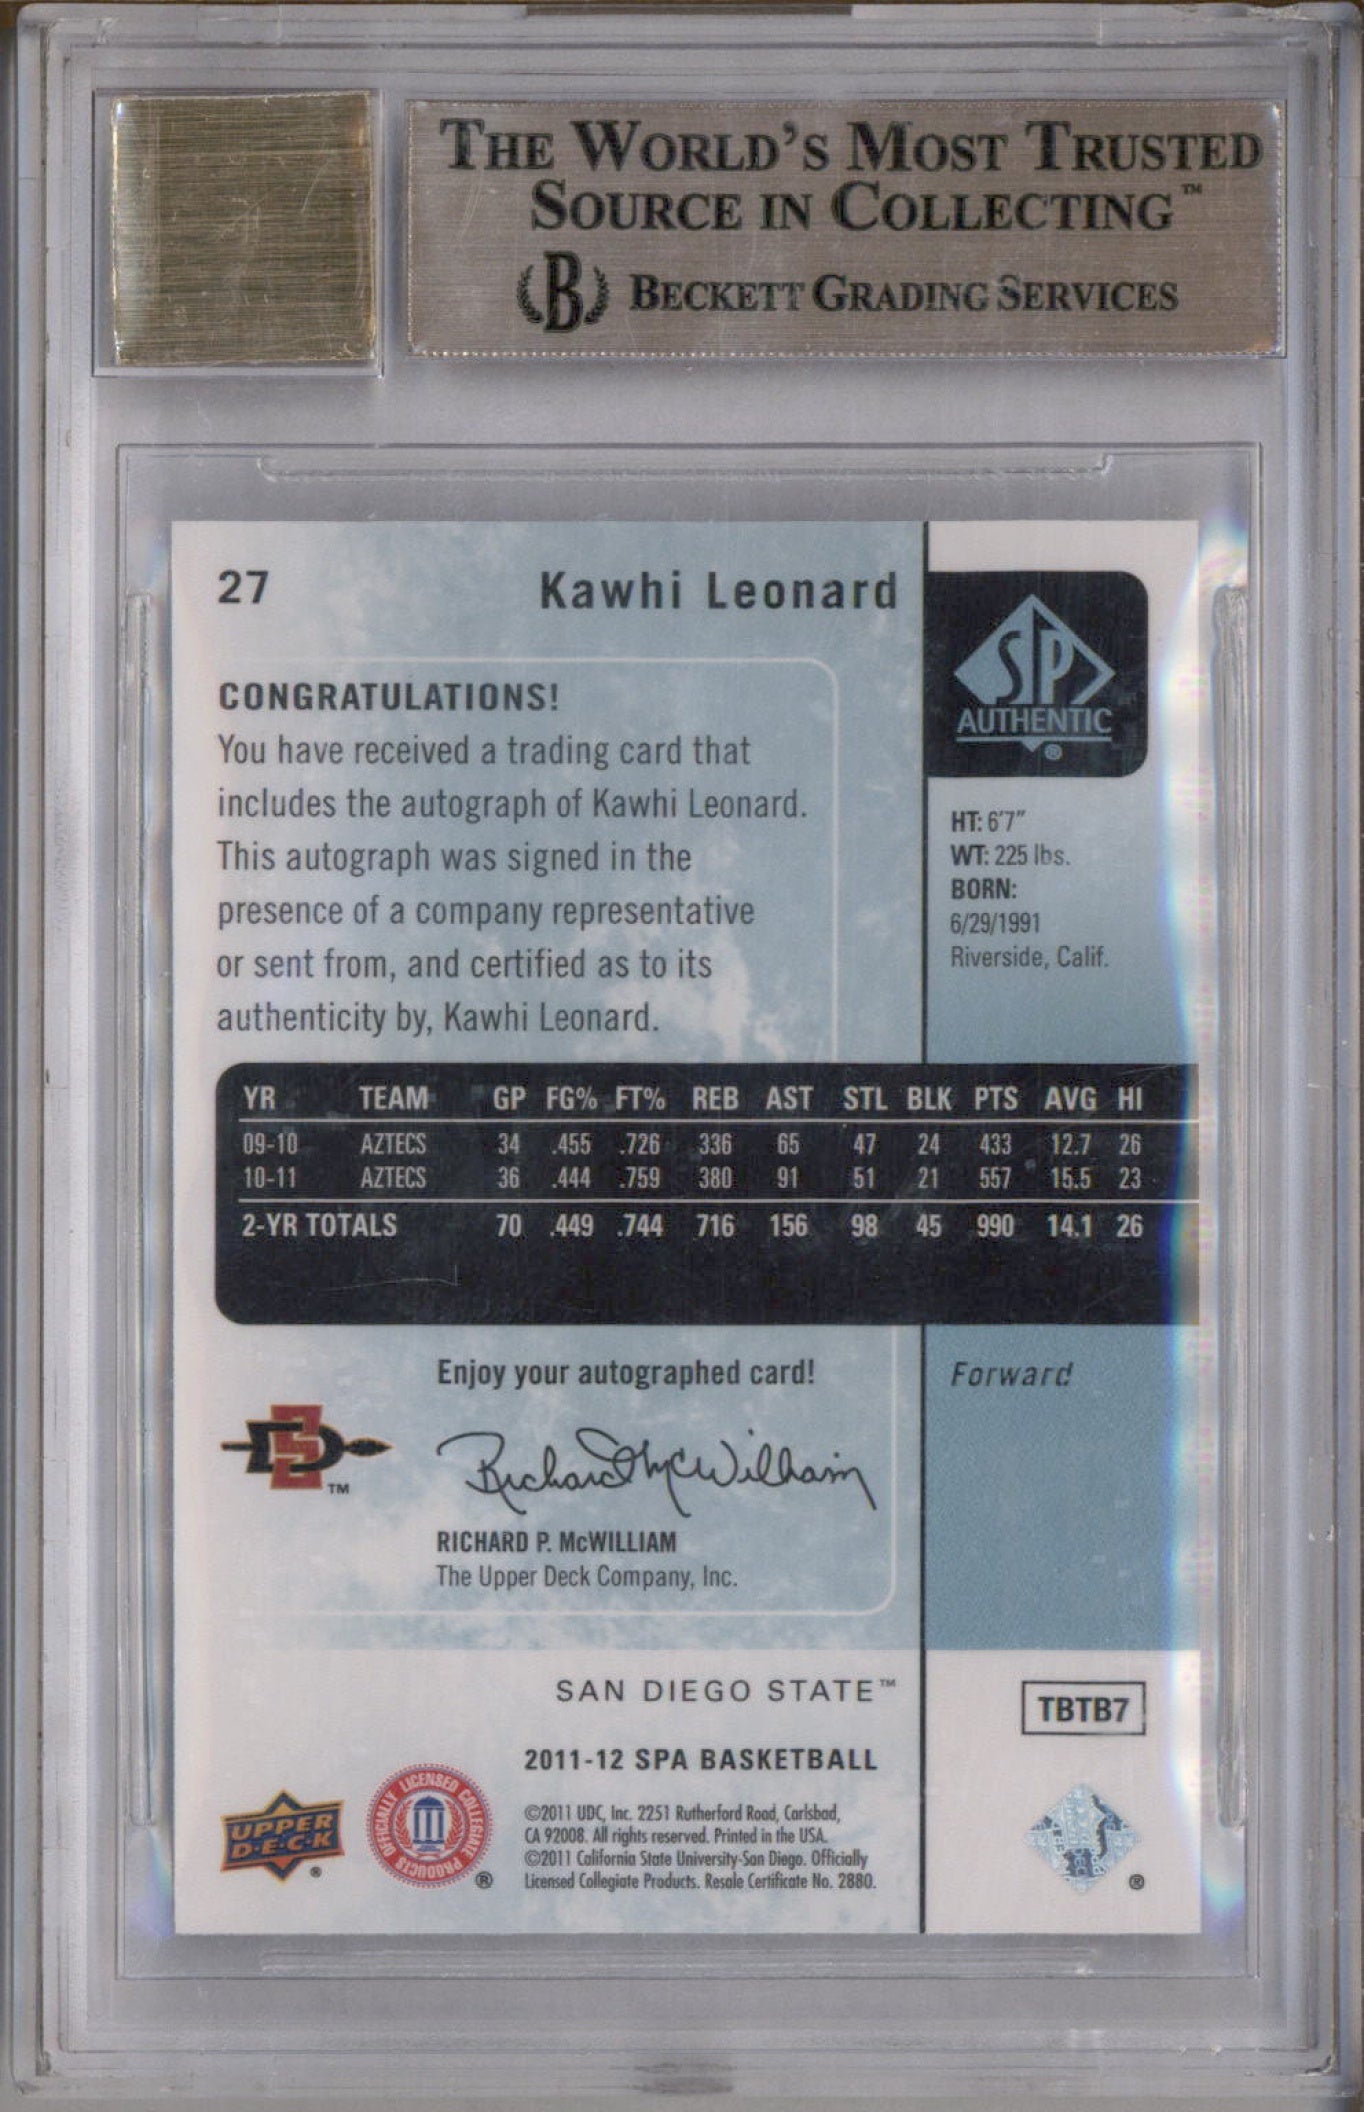 THE WORLD'S MOST TRUSTED
SOURCE IN COLLECTING™
B BECKETT GRADING SERVICES
27 Kawhi Leonard
SP
AUTHENTIC
®
CONGRATULATIONS!
You have received a trading card that
includes the autograph of Kawhi Leonard.
This autograph was signed in the
presence of a company representative
or sent from, and certified as to its
authenticity by, Kawhi Leonard.
HT: 6'7"
WT: 225 lbs.
BORN:
6/29/1991
Riverside, Calif.
YR TEAM GP FG% FT% REB AST STL BLK PTS AVG HI
09-10 AZTECS 34 .455 .726 336 65 47 24 433 12.7 26
10-11 AZTECS 36 .444 .759 380 91 51 21 557 15.5 23
2-YR TOTALS 70 .449 .744 716 156 98 45 990 14.1 26
Enjoy your autographed card!
Forward
SD™
Richard McWilliam
RICHARD P. McWILLIAM
The Upper Deck Company, Inc.
SAN DIEGO STATE™
TBTB7
2011-12 SPA BASKETBALL
UPPER
D·E·C·K
®
OFFICIALLY LICENSED COLLEGIATE PRODUCTS
®
©2011 UDC, Inc. 2251 Rutherford Road, Carlsbad,
CA 92008. All rights reserved. Printed in the USA.
©2011 California State University-San Diego. Officially
Licensed Collegiate Products. Resale Certificate No. 2880.
®